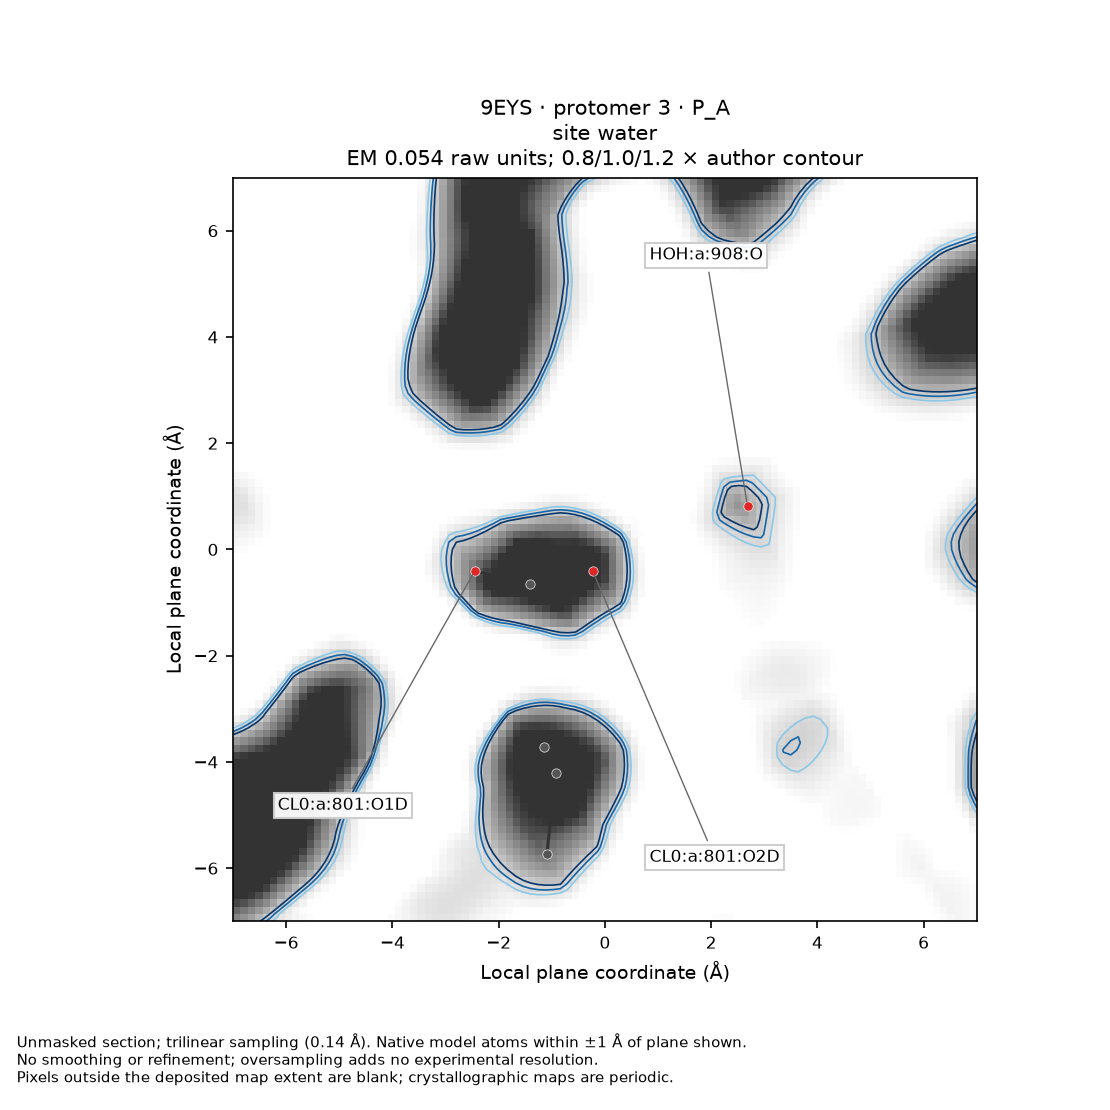 9EYS · protomer 3 · P_A
site water
EM 0.054 raw units; 0.8/1.0/1.2 × author contour
HOH:a:908:O
CL0:a:801:O1D
CL0:a:801:O2D
6
4
2
0
−2
−4
−6
Local plane coordinate (Å)
−6
−4
−2
0
2
4
6
Local plane coordinate (Å)
Unmasked section; trilinear sampling (0.14 Å). Native model atoms within ±1 Å of plane shown.
No smoothing or refinement; oversampling adds no experimental resolution.
Pixels outside the deposited map extent are blank; crystallographic maps are periodic.